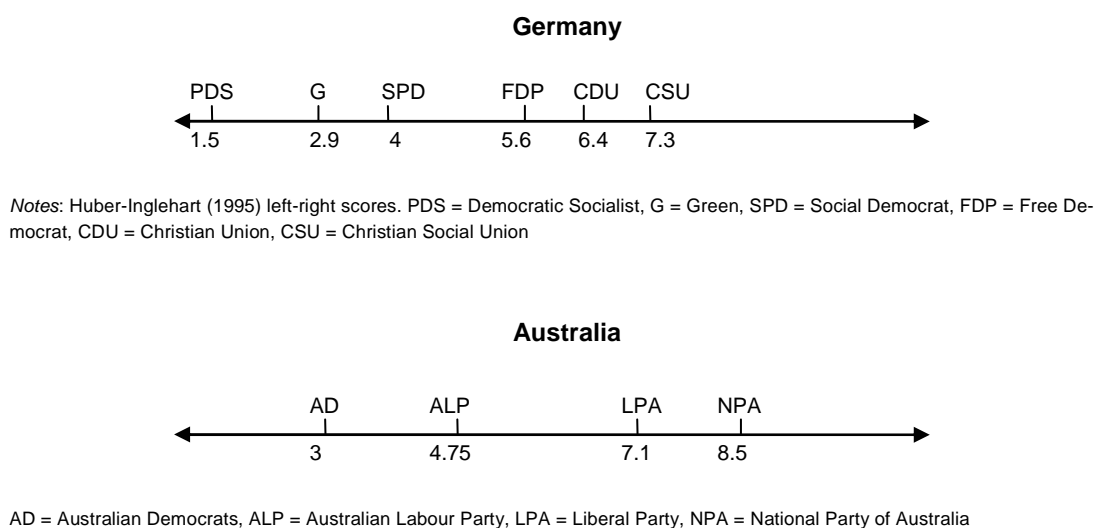 Germany
PDS G SPD FDP CDU CSU
1.5 2.9 4 5.6 6.4 7.3
Notes: Huber-Inglehart (1995) left-right scores. PDS = Democratic Socialist, G = Green, SPD = Social Democrat, FDP = Free De-
mocrat, CDU = Christian Union, CSU = Christian Social Union
Australia
AD ALP LPA NPA
3 4.75 7.1 8.5
AD = Australian Democrats, ALP = Australian Labour Party, LPA = Liberal Party, NPA = National Party of Australia